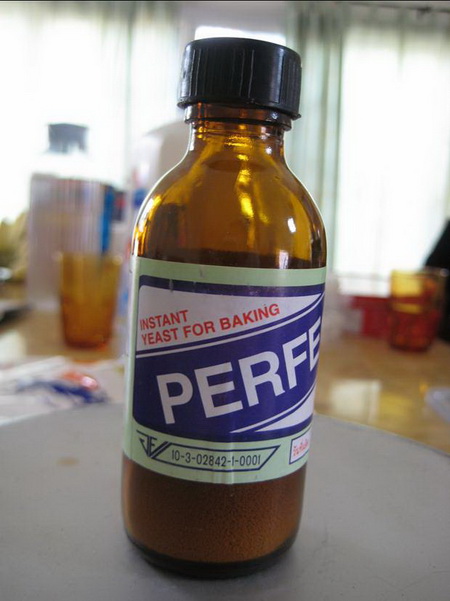 INSTANT
YEAST FOR BAKING
PERFE
10-3-02842-1-0001